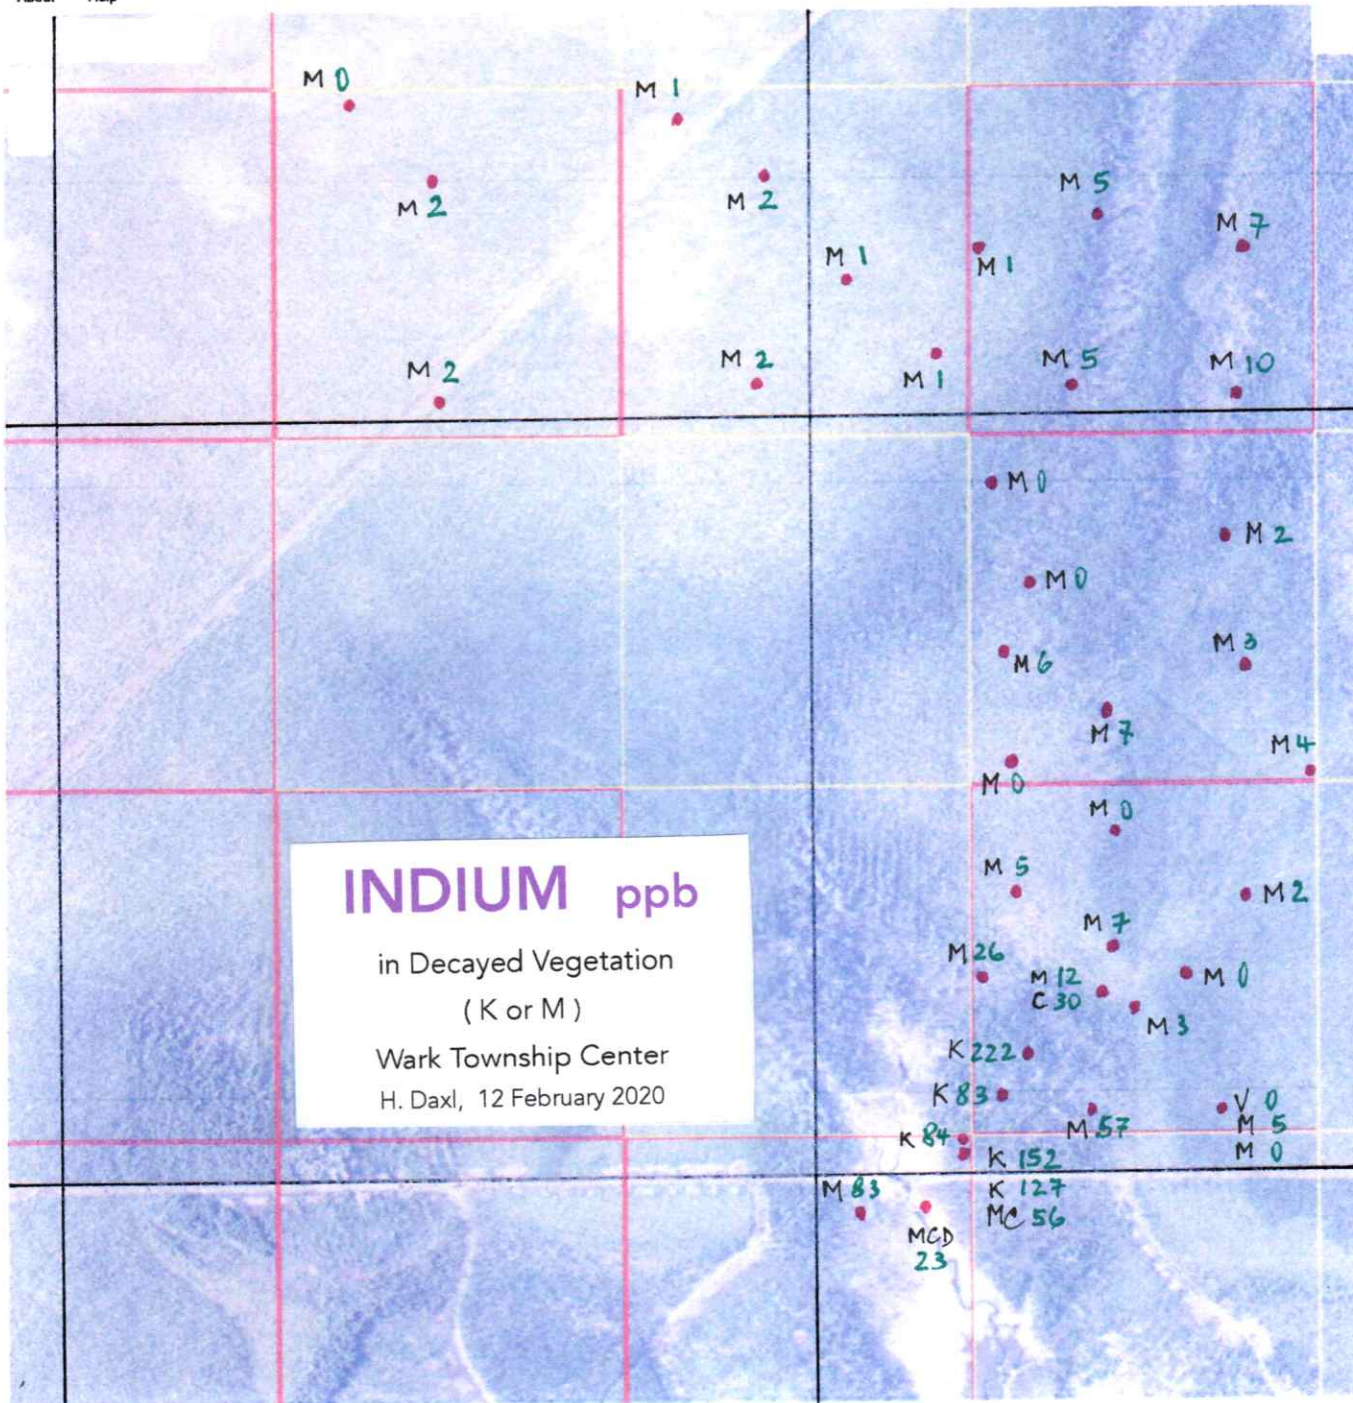 M 0
M 1
M 2
M 2
M 5
M 7
M 1
M 1
M 2
M 2
M 1
M 5
M 10
M 0
M 2
M 0
M 6
M 3
M 7
M 4
M 0
M 0
M 5
M 2
M 7
M 26
M 12
C 30
M 0
M 3
K 222
K 83
M 57
V 0
M 5
M 0
K 84
K 152
K 127
MC 56
M 83
MCD
23
INDIUM ppb
in Decayed Vegetation
( K or M )
Wark Township Center
H. Daxl, 12 February 2020